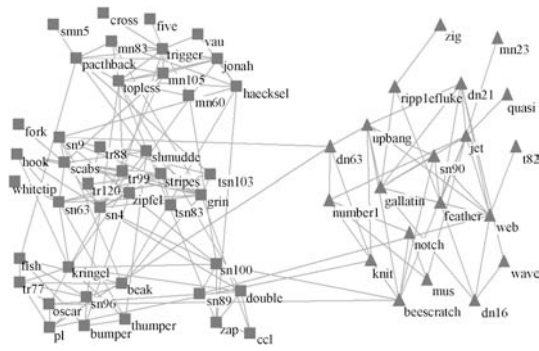 cross
five
smn5
mn83
trigger
vau
zig
mn23
pacthback
jonah
topless
mn105
mn60
haecksel
ripp1efluke
dn21
quasi
fork
sn9
tr88
shmudde
upbang
jet
t82
hook
scabs
tr99
stripes
tsn103
dn63
sn90
whitetip
tr120
zipfel
grin
number1
gallatin
feather
web
sn63
sn4
tsn83
notch
fish
kringel
sn100
knit
mus
wave
tr77
beak
sn89
double
beescratch
dn16
oscar
sn96
pl
bumper
thumper
zap
ccl